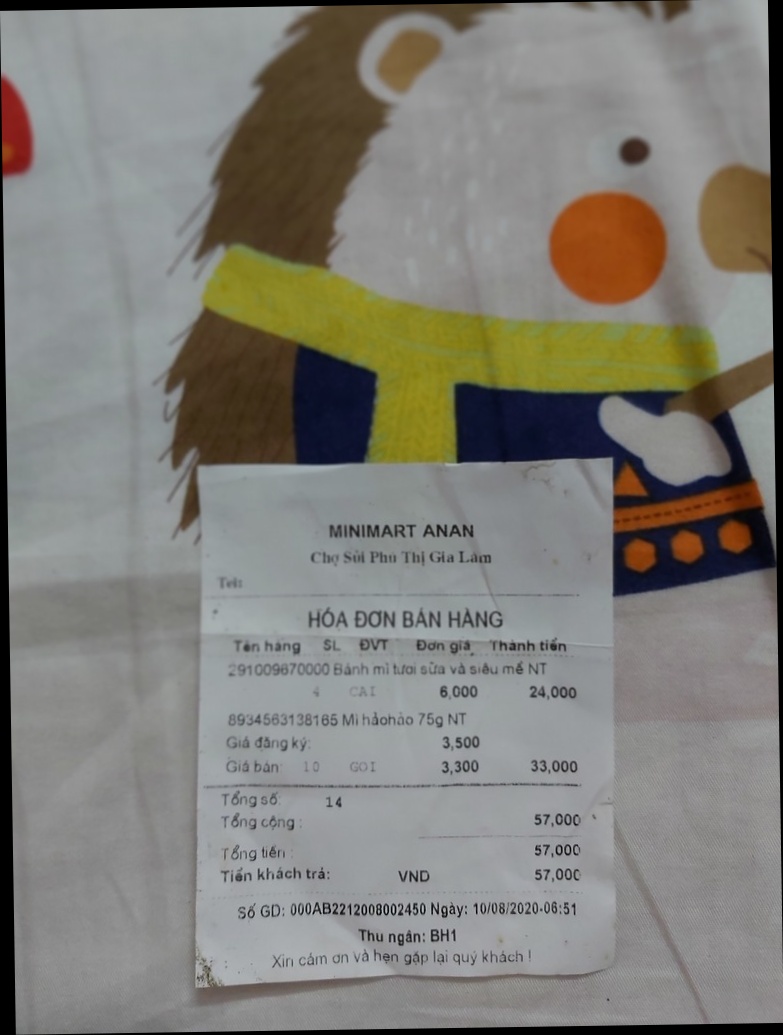 MINIMART ANAN
Chợ Sủi Phú Thị Gia Lâm
Tel:
HÓA ĐƠN BÁN HÀNG
Tên hàng SL ĐVT Đơn giá Thành tiền
291009670000 Bánh mì tươi sữa và siêu mề NT
4 CAI 6,000 24,000
8934563138165 Mì hảohảo 75g NT
Giá đăng ký: 3,500
Giá bán: 10 GOI 3,300 33,000
Tổng số: 14
Tổng cộng : 57,000
Tổng tiền : 57,000
Tiền khách trả: VND 57,000
Số GD: 000AB2212008002450 Ngày: 10/08/2020-06:51
Thu ngân: BH1
Xin cảm ơn và hẹn gặp lại quý khách !